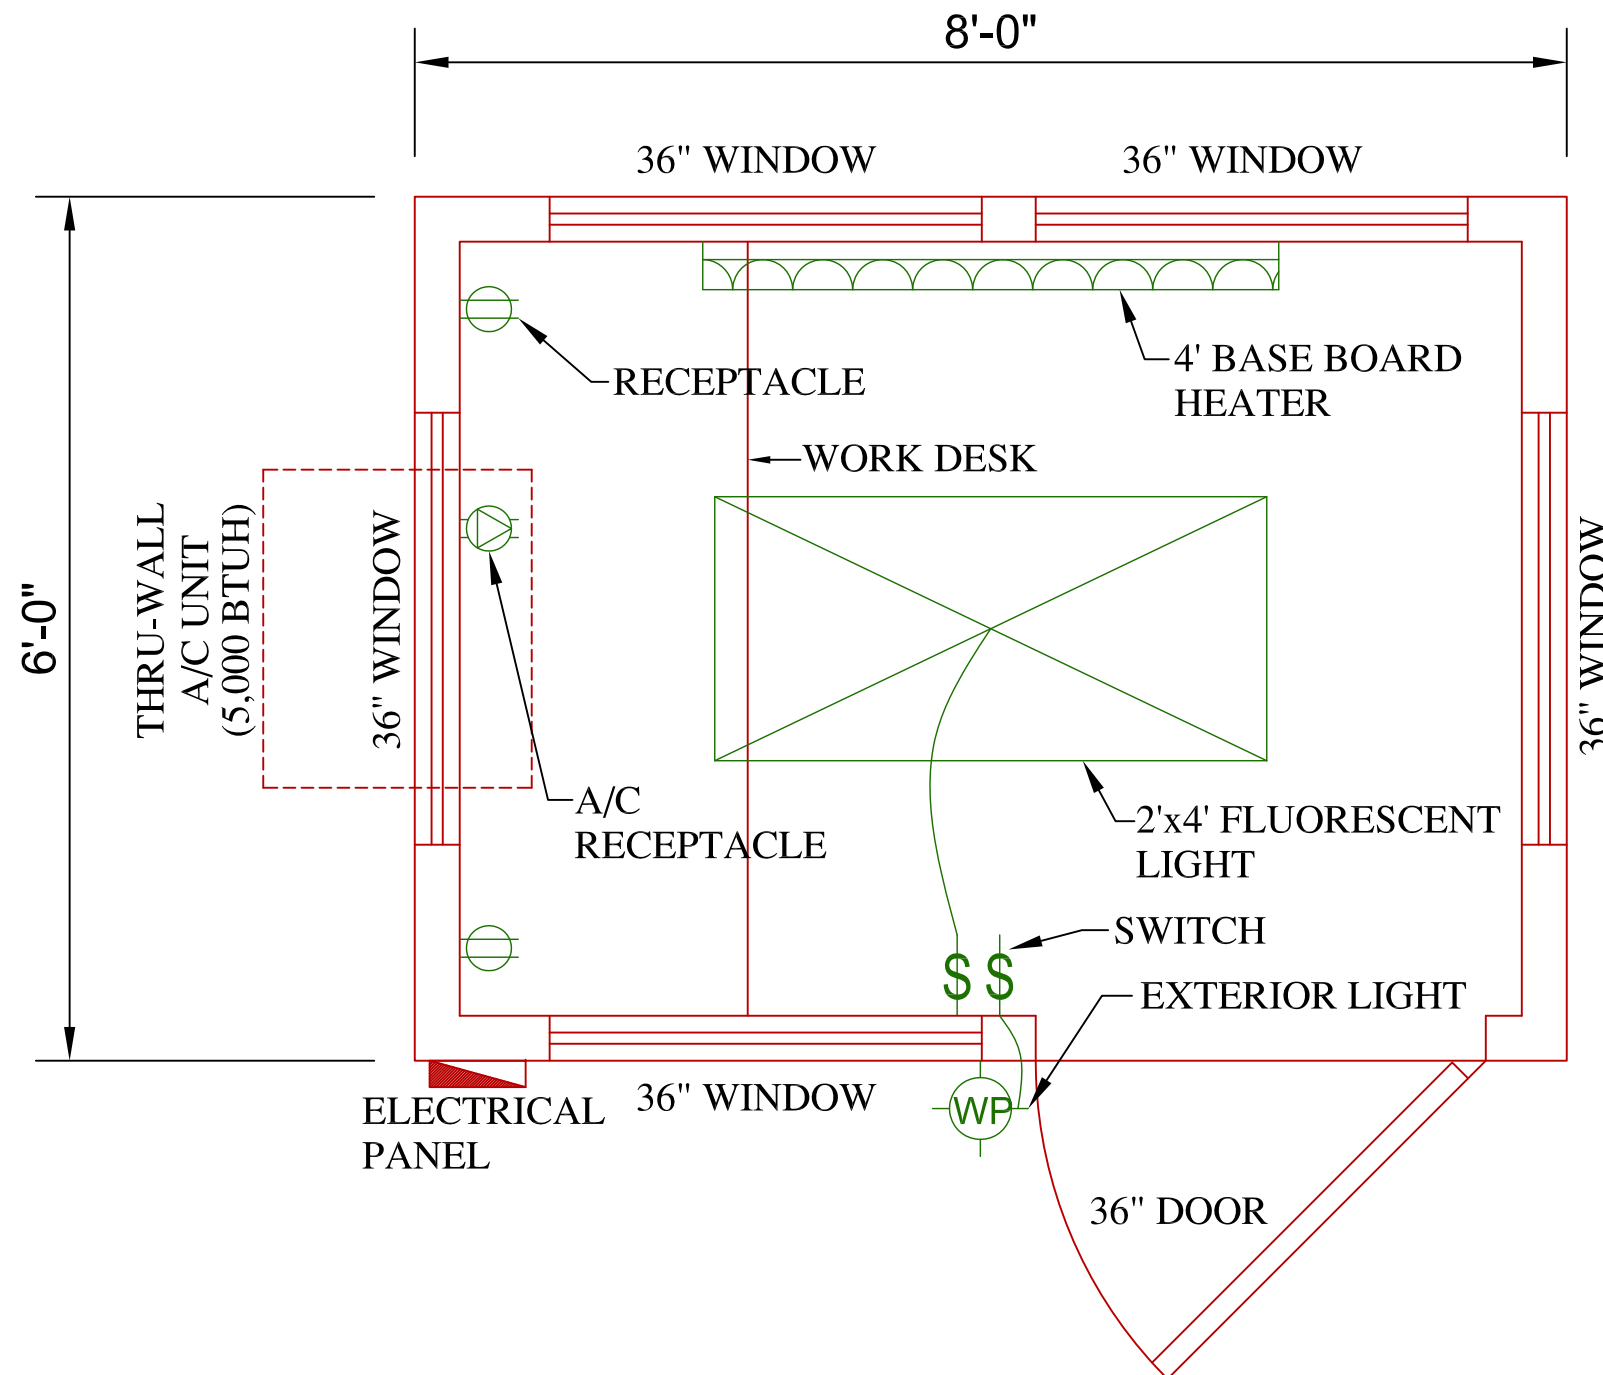 8'-0"
36" WINDOW
36" WINDOW
RECEPTACLE
4' BASE BOARD
HEATER
WORK DESK
6'-0"
THRU-WALL
A/C UNIT
(5,000 BTUH)
36" WINDOW
36" WINDOW
A/C
RECEPTACLE
2'x4' FLUORESCENT
LIGHT
SWITCH
$ $
EXTERIOR LIGHT
WP
36" WINDOW
ELECTRICAL
PANEL
36" DOOR